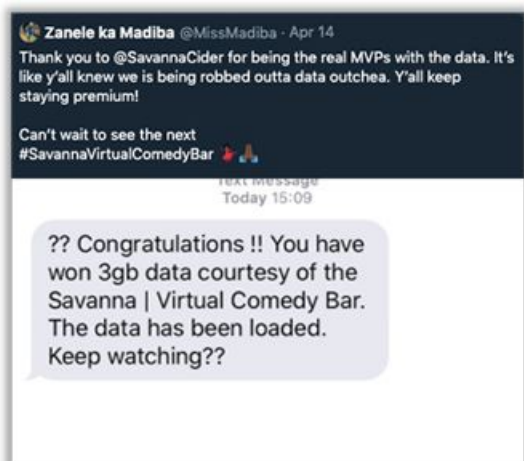 Zanele ka Madiba @MissMadiba · Apr 14
Thank you to @SavannaCider for being the real MVPs with the data. It's
like y'all knew we is being robbed outta data outchea. Y'all keep
staying premium!
Can't wait to see the next
#SavannaVirtualComedyBar 💃🏾🙏🏾
Text Message
Today 15:09
?? Congratulations !! You have
won 3gb data courtesy of the
Savanna | Virtual Comedy Bar.
The data has been loaded.
Keep watching??